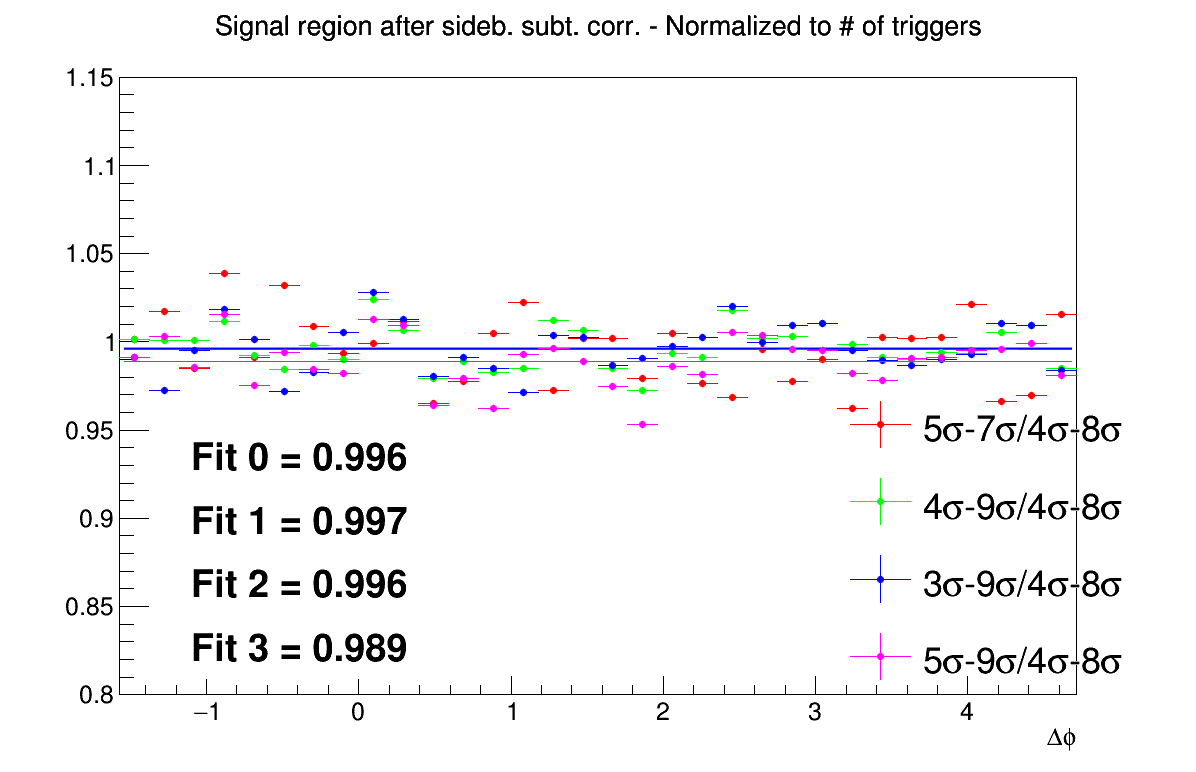 Signal region after sideb. subt. corr. - Normalized to # of triggers
1.15
1.1
1.05
1
0.95
0.9
0.85
0.8
Fit 0 = 0.996
Fit 1 = 0.997
Fit 2 = 0.996
Fit 3 = 0.989
5σ-7σ/4σ-8σ
4σ-9σ/4σ-8σ
3σ-9σ/4σ-8σ
5σ-9σ/4σ-8σ
−1 0 1 2 3 4
Δϕ